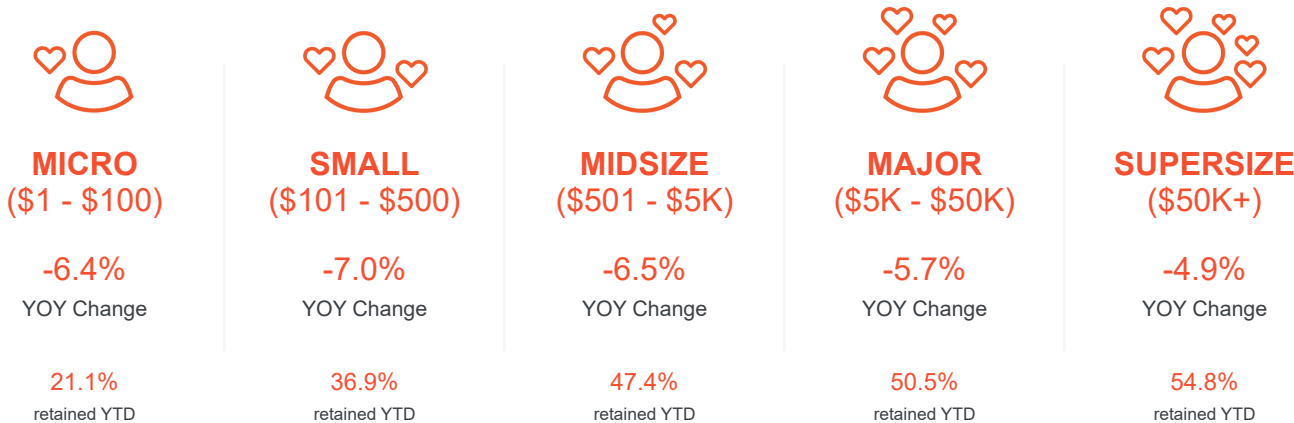 MICRO
($1 - $100)
-6.4%
YOY Change
21.1%
retained YTD
SMALL
($101 - $500)
-7.0%
YOY Change
36.9%
retained YTD
MIDSIZE
($501 - $5K)
-6.5%
YOY Change
47.4%
retained YTD
MAJOR
($5K - $50K)
-5.7%
YOY Change
50.5%
retained YTD
SUPERSIZE
($50K+)
-4.9%
YOY Change
54.8%
retained YTD